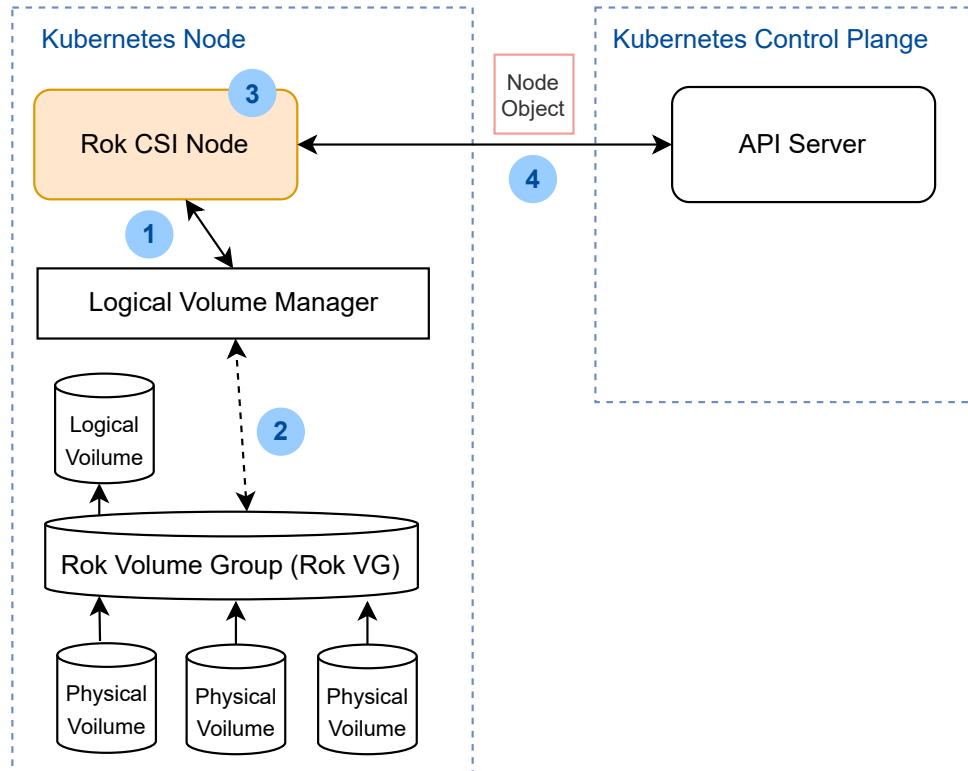 Kubernetes Node
Kubernetes Control Plange
3
Node
Object
Rok CSI Node
API Server
4
1
Logical Volume Manager
2
Logical
Voilume
Rok Volume Group (Rok VG)
Physical
Voilume
Physical
Voilume
Physical
Voilume